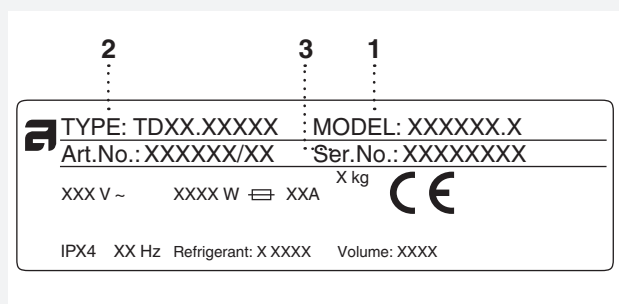 2 3 1
TYPE: TDXX.XXXXX MODEL: XXXXXX.X
Art.No.: XXXXXX/XX Ser.No.: XXXXXXXX
X kg
XXX V ~ XXXX W XXA CE
IPX4 XX Hz Refrigerant: X XXXX Volume: XXXX